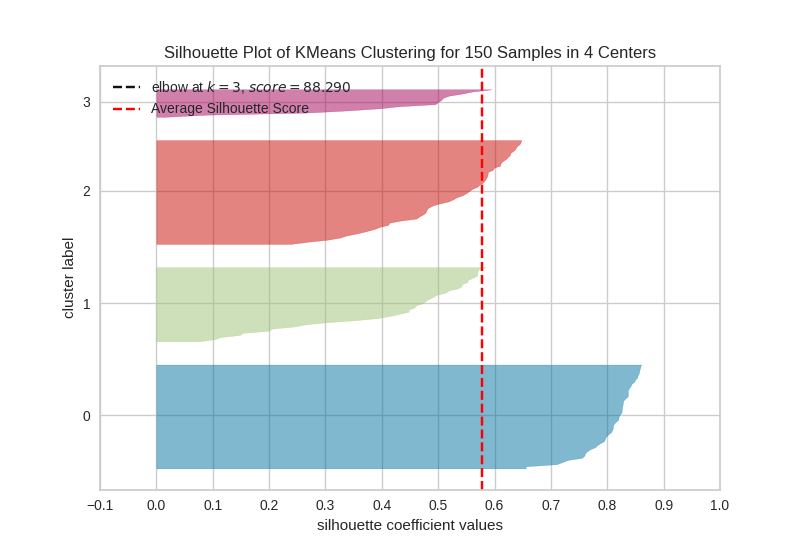 Silhouette Plot of KMeans Clustering for 150 Samples in 4 Centers
elbow at k = 3, score = 88.290
Average Silhouette Score
3
2
1
0
cluster label
−0.1 0.0 0.1 0.2 0.3 0.4 0.5 0.6 0.7 0.8 0.9 1.0
silhouette coefficient values